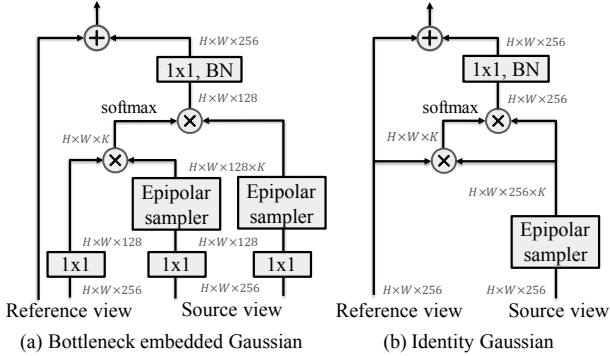 H×W×256
1x1, BN
softmax
H×W×128
H×W×K
H×W×128×K
Epipolar
sampler
Epipolar
sampler
H×W×128
H×W×128
1x1
1x1
1x1
H×W×256
H×W×256
Reference view
Source view
(a) Bottleneck embedded Gaussian
H×W×256
1x1, BN
softmax
H×W×256
H×W×K
H×W×256×K
Epipolar
sampler
H×W×256
H×W×256
Reference view
Source view
(b) Identity Gaussian